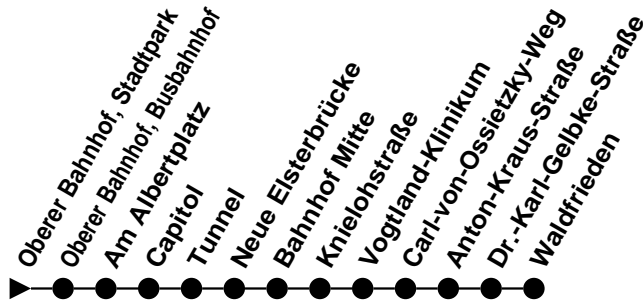 Oberer Bahnhof, Stadtpark
Oberer Bahnhof, Busbahnhof
Am Albertplatz
Capitol
Tunnel
Neue Elsterbrücke
Bahnhof Mitte
Knielohstraße
Vogtland-Klinikum
Carl-von-Ossietzky-Weg
Anton-Kraus-Straße
Dr.-Karl-Gelbke-Straße
Waldfrieden